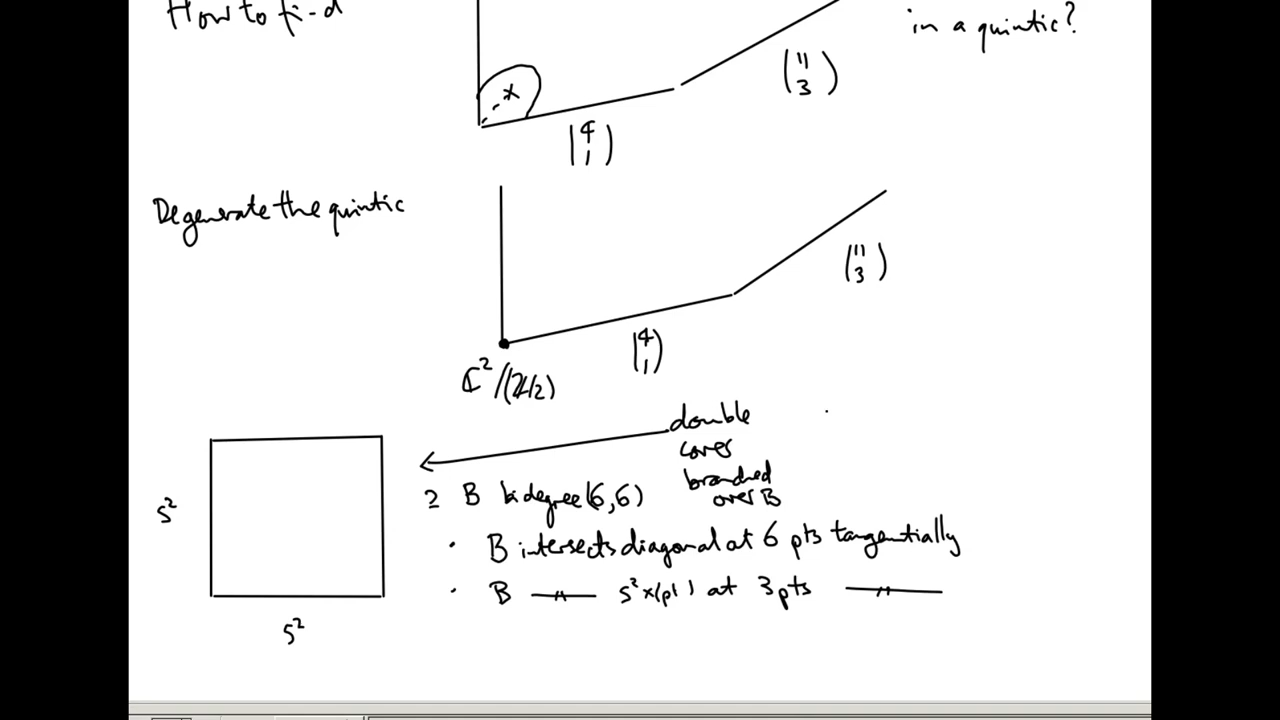 How to find
in a quintic?
x
(11
3)
(4
1)
Degenerate the quintic
(11
3)
(4
1)
ℂ²/(ℤ/2)
double
cover
branched
over B
S²
⊇ B bidegree (6,6)
· B intersects diagonal at 6 pts tangentially
· B —〃— S²×(pt) at 3 pts —〃—
S²